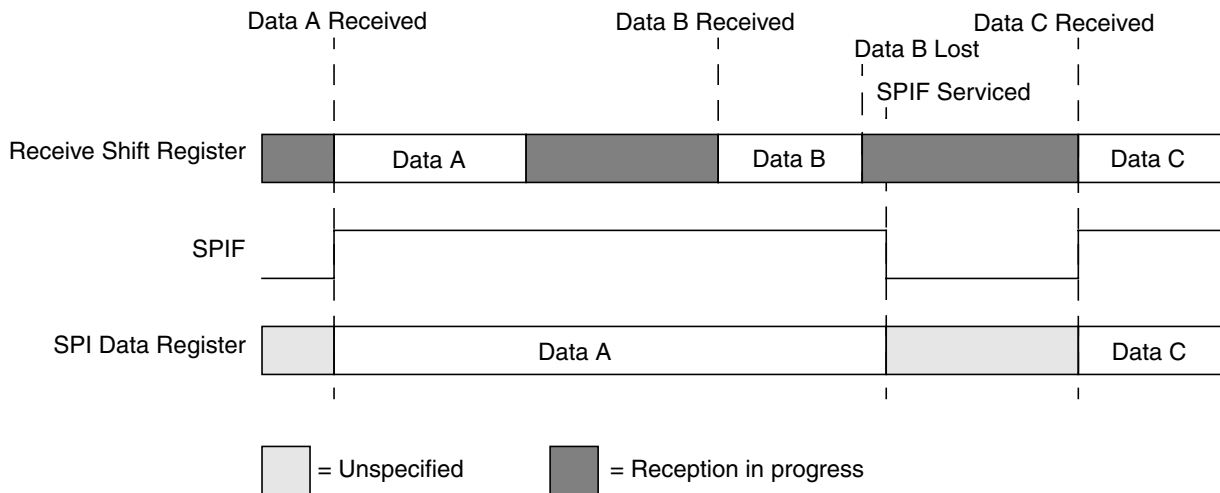 Data A Received
Data B Received
Data C Received
Data B Lost
SPIF Serviced
Receive Shift Register
Data A
Data B
Data C
SPIF
SPI Data Register
Data A
Data C
= Unspecified
= Reception in progress